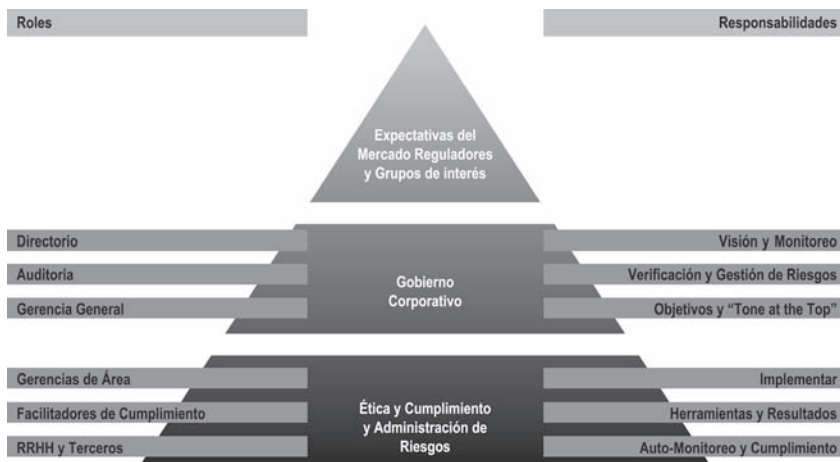 Roles
Responsabilidades
Expectativas del
Mercado Reguladores
y Grupos de interés
Directorio
Visión y Monitoreo
Auditoria
Verificación y Gestión de Riesgos
Gerencia General
Objetivos y “Tone at the Top”
Gobierno
Corporativo
Gerencias de Área
Implementar
Facilitadores de Cumplimiento
Herramientas y Resultados
RRHH y Terceros
Auto-Monitoreo y Cumplimiento
Ética y Cumplimiento
y Administración de
Riesgos